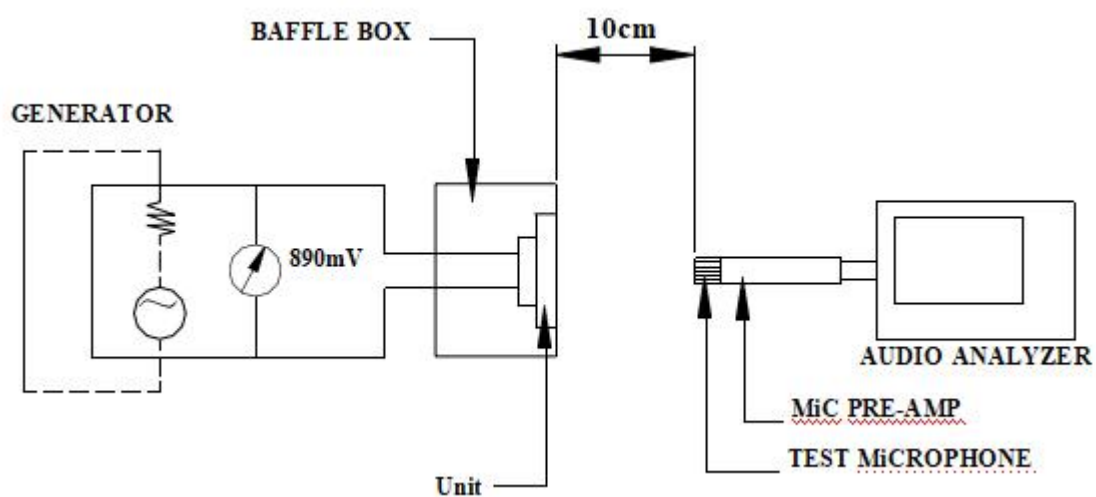 BAFFLE BOX
10cm
GENERATOR
890mV
AUDIO ANALYZER
MiC PRE-AMP
TEST MiCROPHONE
Unit